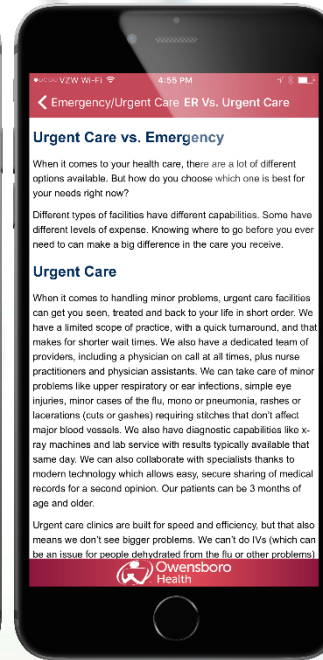 VZW Wi-Fi 4:55 PM
Emergency/Urgent Care ER Vs. Urgent Care
Urgent Care vs. Emergency
When it comes to your health care, there are a lot of different
options available. But how do you choose which one is best for
your needs right now?
Different types of facilities have different capabilities. Some have
different levels of expense. Knowing where to go before you ever
need to can make a big difference in the care you receive.
Urgent Care
When it comes to handling minor problems, urgent care facilities
can get you seen, treated and back to your life in short order. We
have a limited scope of practice, with a quick turnaround, and that
makes for shorter wait times. We also have a dedicated team of
providers, including a physician on call at all times, plus nurse
practitioners and physician assistants. We can take care of minor
problems like upper respiratory or ear infections, simple eye
injuries, minor cases of the flu, mono or pneumonia, rashes or
lacerations (cuts or gashes) requiring stitches that don't affect
major blood vessels. We also have diagnostic capabilities like x-
ray machines and lab service with results typically available that
same day. We can also collaborate with specialists thanks to
modern technology which allows easy, secure sharing of medical
records for a second opinion. Our patients can be 3 months of
age and older.
Urgent care clinics are built for speed and efficiency, but that also
means we don't see bigger problems. We can't do IVs (which can
be an issue for people dehydrated from the flu or other problems)
Owensboro
Health